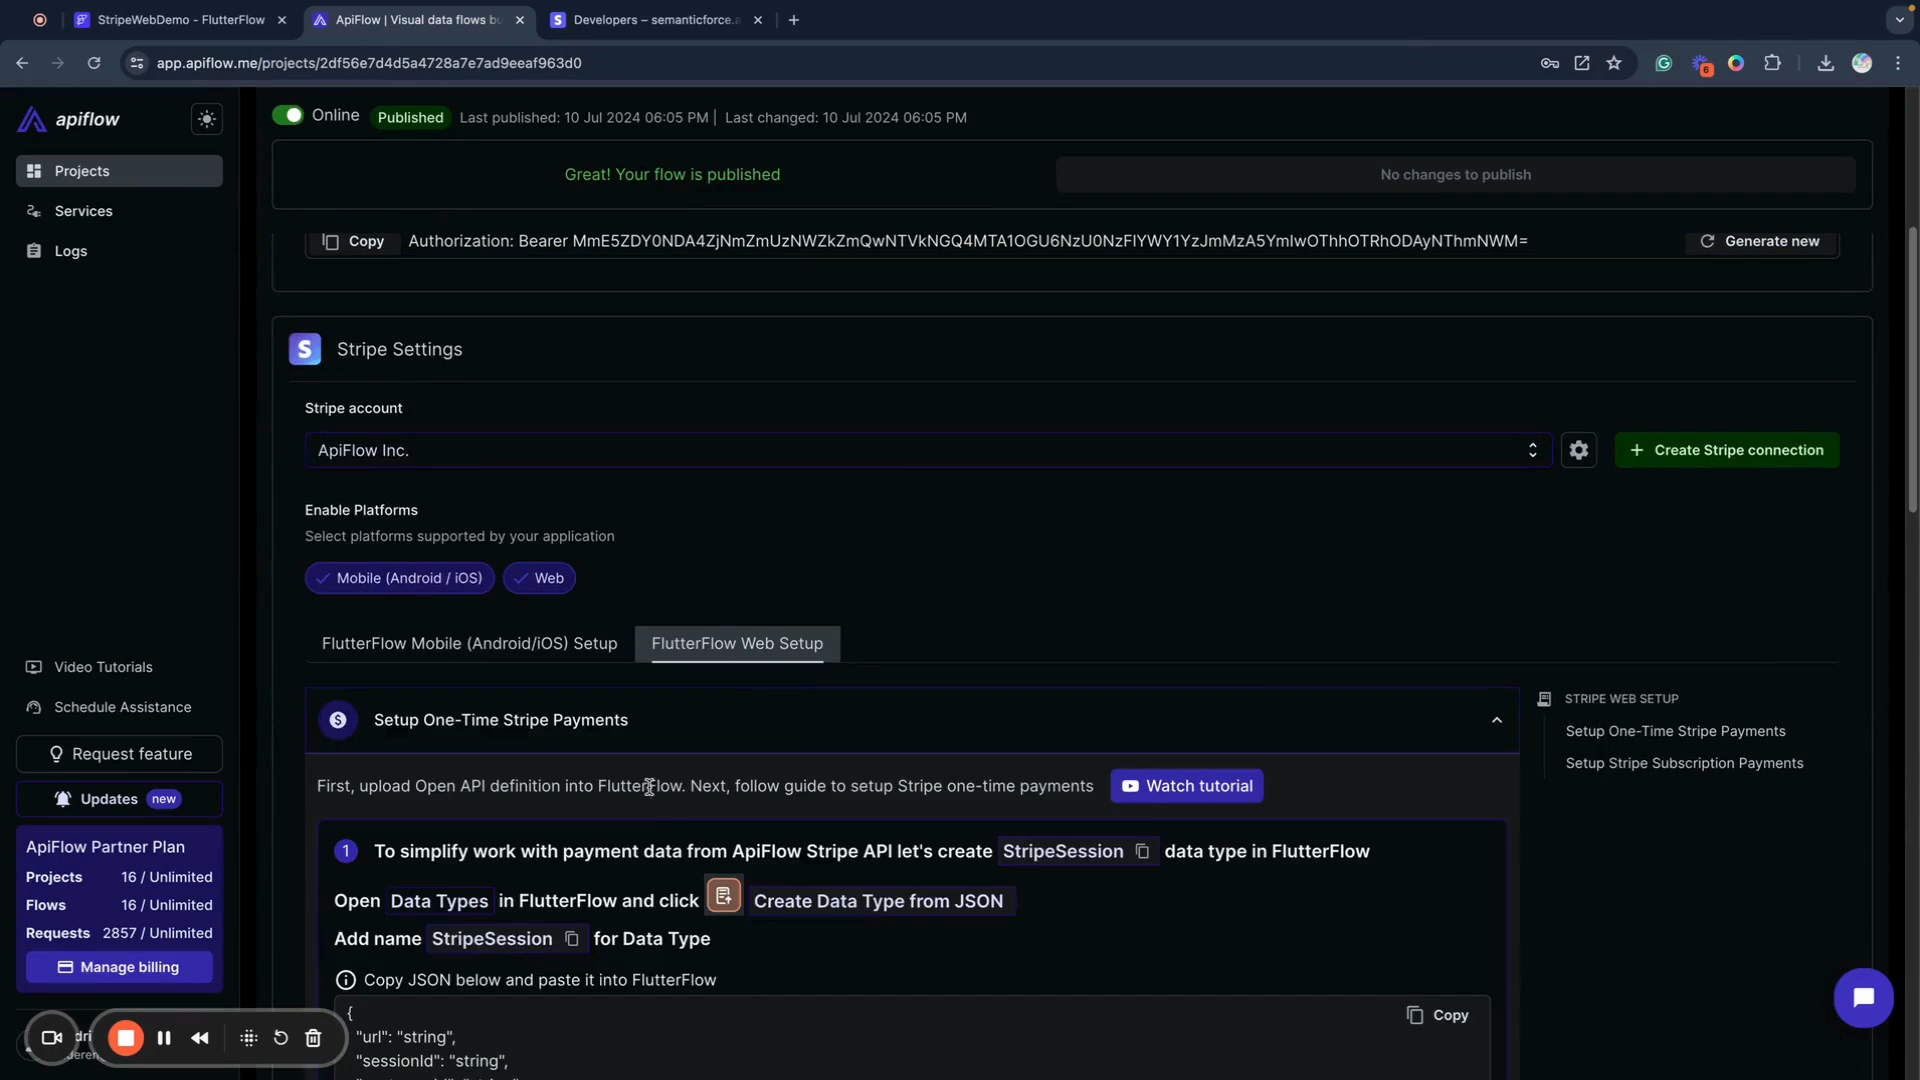 StripeWebDemo - FlutterFlow
ApiFlow | Visual data flows bu
Developers – semanticforce.a
app.apiflow.me/projects/2df56e7d4d5a4728a7e7ad9eeaf963d0
6
apiflow
Projects
Services
Logs
Online
Published
Last published: 10 Jul 2024 06:05 PM |
Last changed: 10 Jul 2024 06:05 PM
Great! Your flow is published
No changes to publish
Copy
Authorization: Bearer MmE5ZDY0NDA4ZjNmZmUzNWZkZmQwNTVkNGQ4MTA1OGU6NzU0NzFlYWY1YzJmMzA5YmIwOThhOTRhODAyNThmNWM=
Generate new
Stripe Settings
Stripe account
ApiFlow Inc.
Create Stripe connection
Enable Platforms
Select platforms supported by your application
Mobile (Android / iOS)
Web
FlutterFlow Mobile (Android/iOS) Setup
FlutterFlow Web Setup
Setup One-Time Stripe Payments
First, upload Open API definition into FlutterFlow. Next, follow guide to setup Stripe one-time payments
Watch tutorial
1 To simplify work with payment data from ApiFlow Stripe API let's create StripeSession data type in FlutterFlow
Open Data Types in FlutterFlow and click Create Data Type from JSON
Add name StripeSession for Data Type
Copy JSON below and paste it into FlutterFlow
{
"url": "string",
"sessionId": "string",
Copy
STRIPE WEB SETUP
Setup One-Time Stripe Payments
Setup Stripe Subscription Payments
Video Tutorials
Schedule Assistance
Request feature
Updates new
ApiFlow Partner Plan
Projects 16 / Unlimited
Flows 16 / Unlimited
Requests 2857 / Unlimited
Manage billing